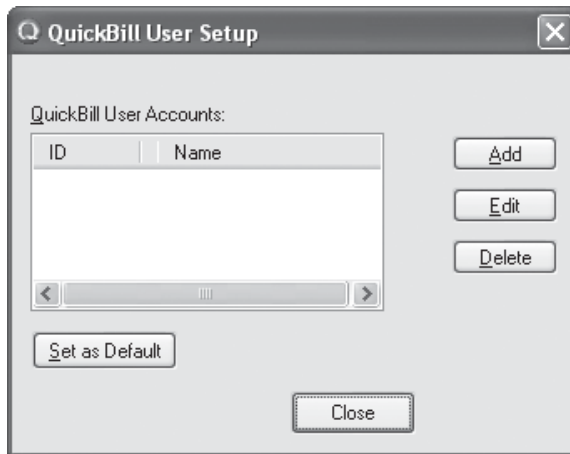 QuickBill User Setup
QuickBill User Accounts:
ID Name
Add
Edit
Delete
Set as Default
Close